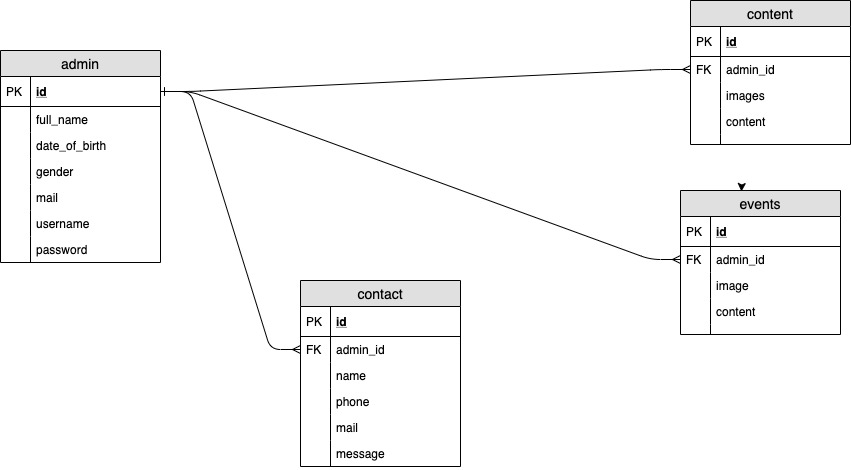 admin
PK id
full_name
date_of_birth
gender
mail
username
password
content
PK id
FK admin_id
images
content
events
PK id
FK admin_id
image
content
contact
PK id
FK admin_id
name
phone
mail
message